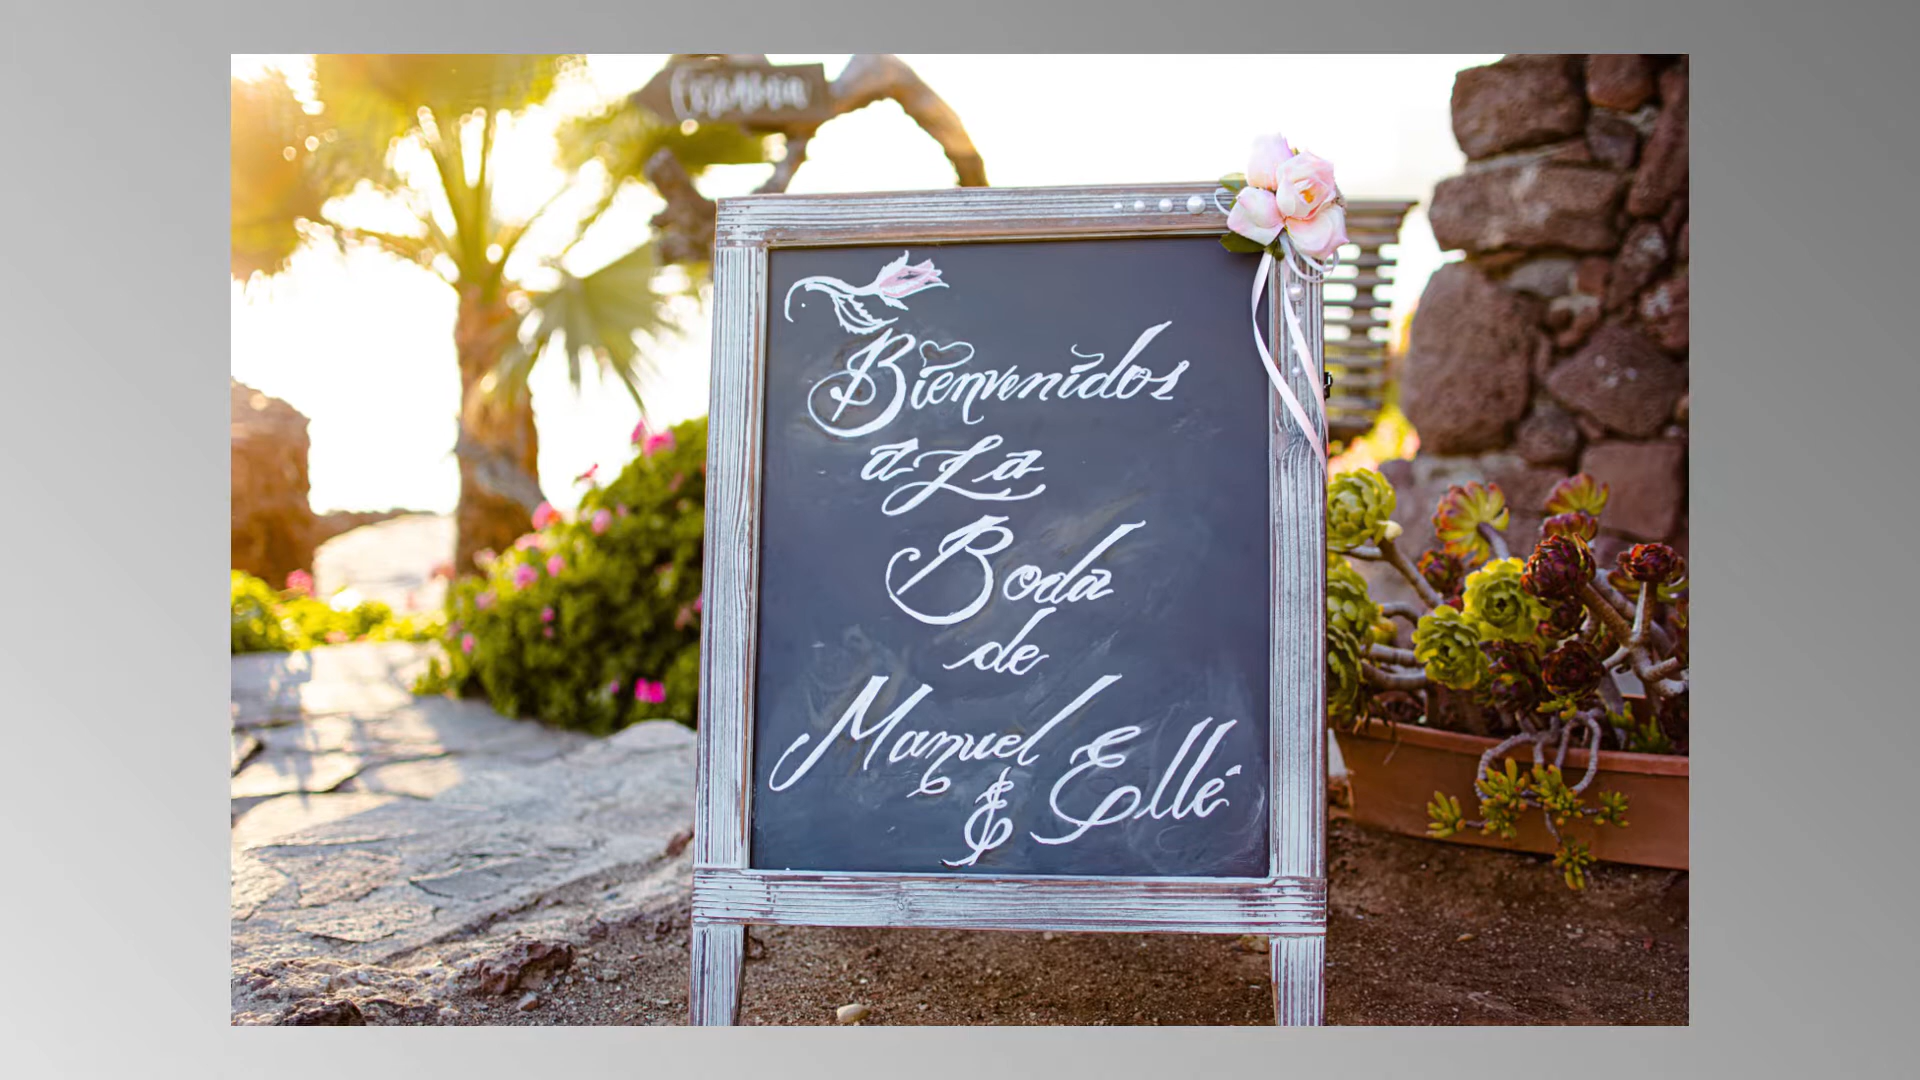 Bienvenidos
a La
Boda
de
Manuel
& Ellé